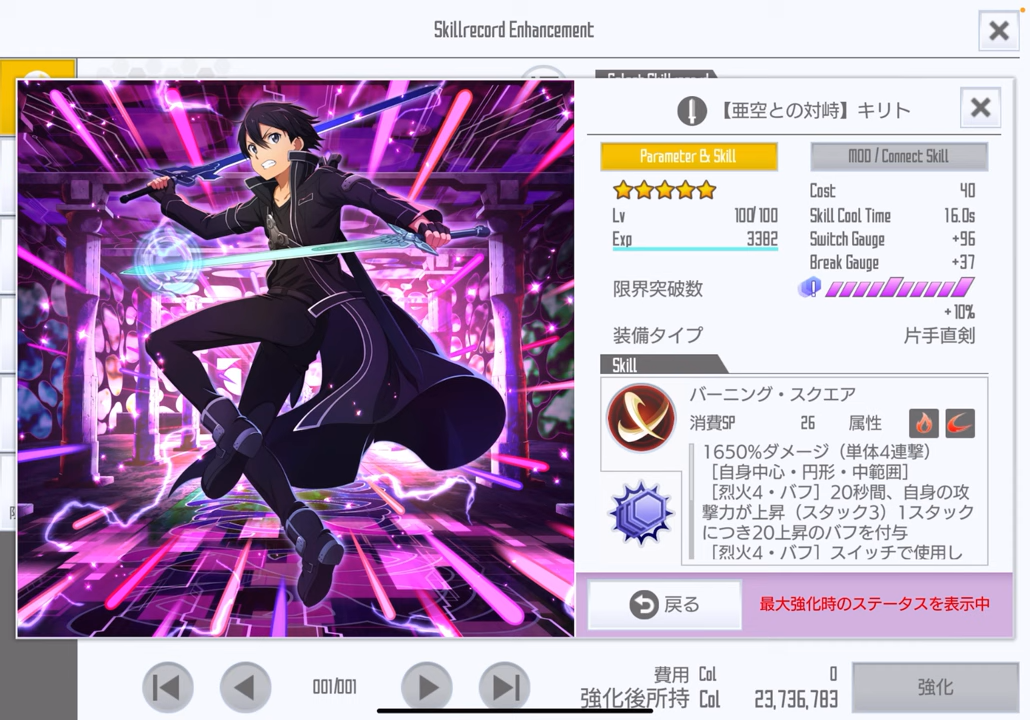 Skillrecord Enhancement
Select Skillrecord
【亜空との対峙】キリト
Parameter & Skill
MOD / Connect Skill
Lv 100/100
Exp 3382
Cost 40
Skill Cool Time 16.0s
Switch Gauge +96
Break Gauge +37
限界突破数
+10%
装備タイプ 片手直剣
Skill
バーニング・スクエア
消費SP 26 属性
1650%ダメージ（単体4連撃）
［自身中心・円形・中範囲］
［烈火4・バフ］20秒間、自身の攻
撃力が上昇（スタック3）1スタック
につき20上昇のバフを付与
［烈火4・バフ］スイッチで使用し
戻る
最大強化時のステータスを表示中
001/001
費用 Col 0
強化後所持 Col 23,736,783
強化